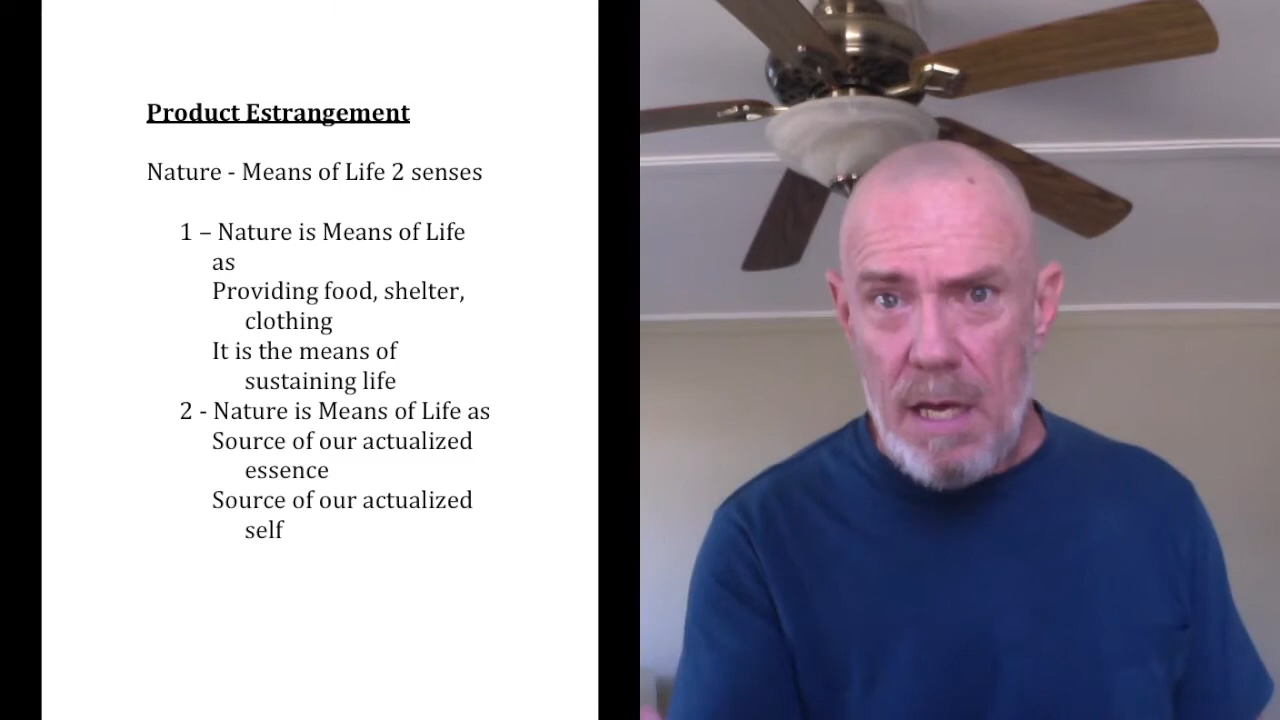 Product Estrangement
Nature - Means of Life 2 senses
1 – Nature is Means of Life
as
Providing food, shelter,
clothing
It is the means of
sustaining life
2 - Nature is Means of Life as
Source of our actualized
essence
Source of our actualized
self